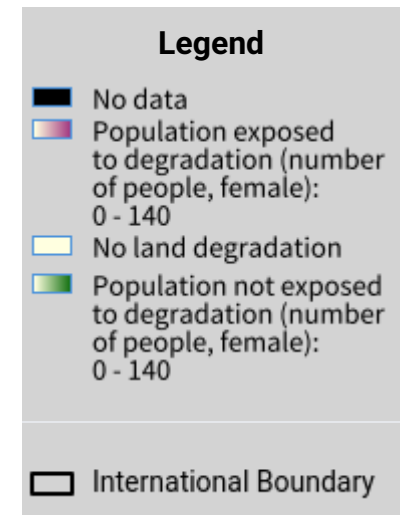 Legend
No data
Population exposed
to degradation (number
of people, female):
0 - 140
No land degradation
Population not exposed
to degradation (number
of people, female):
0 - 140
International Boundary